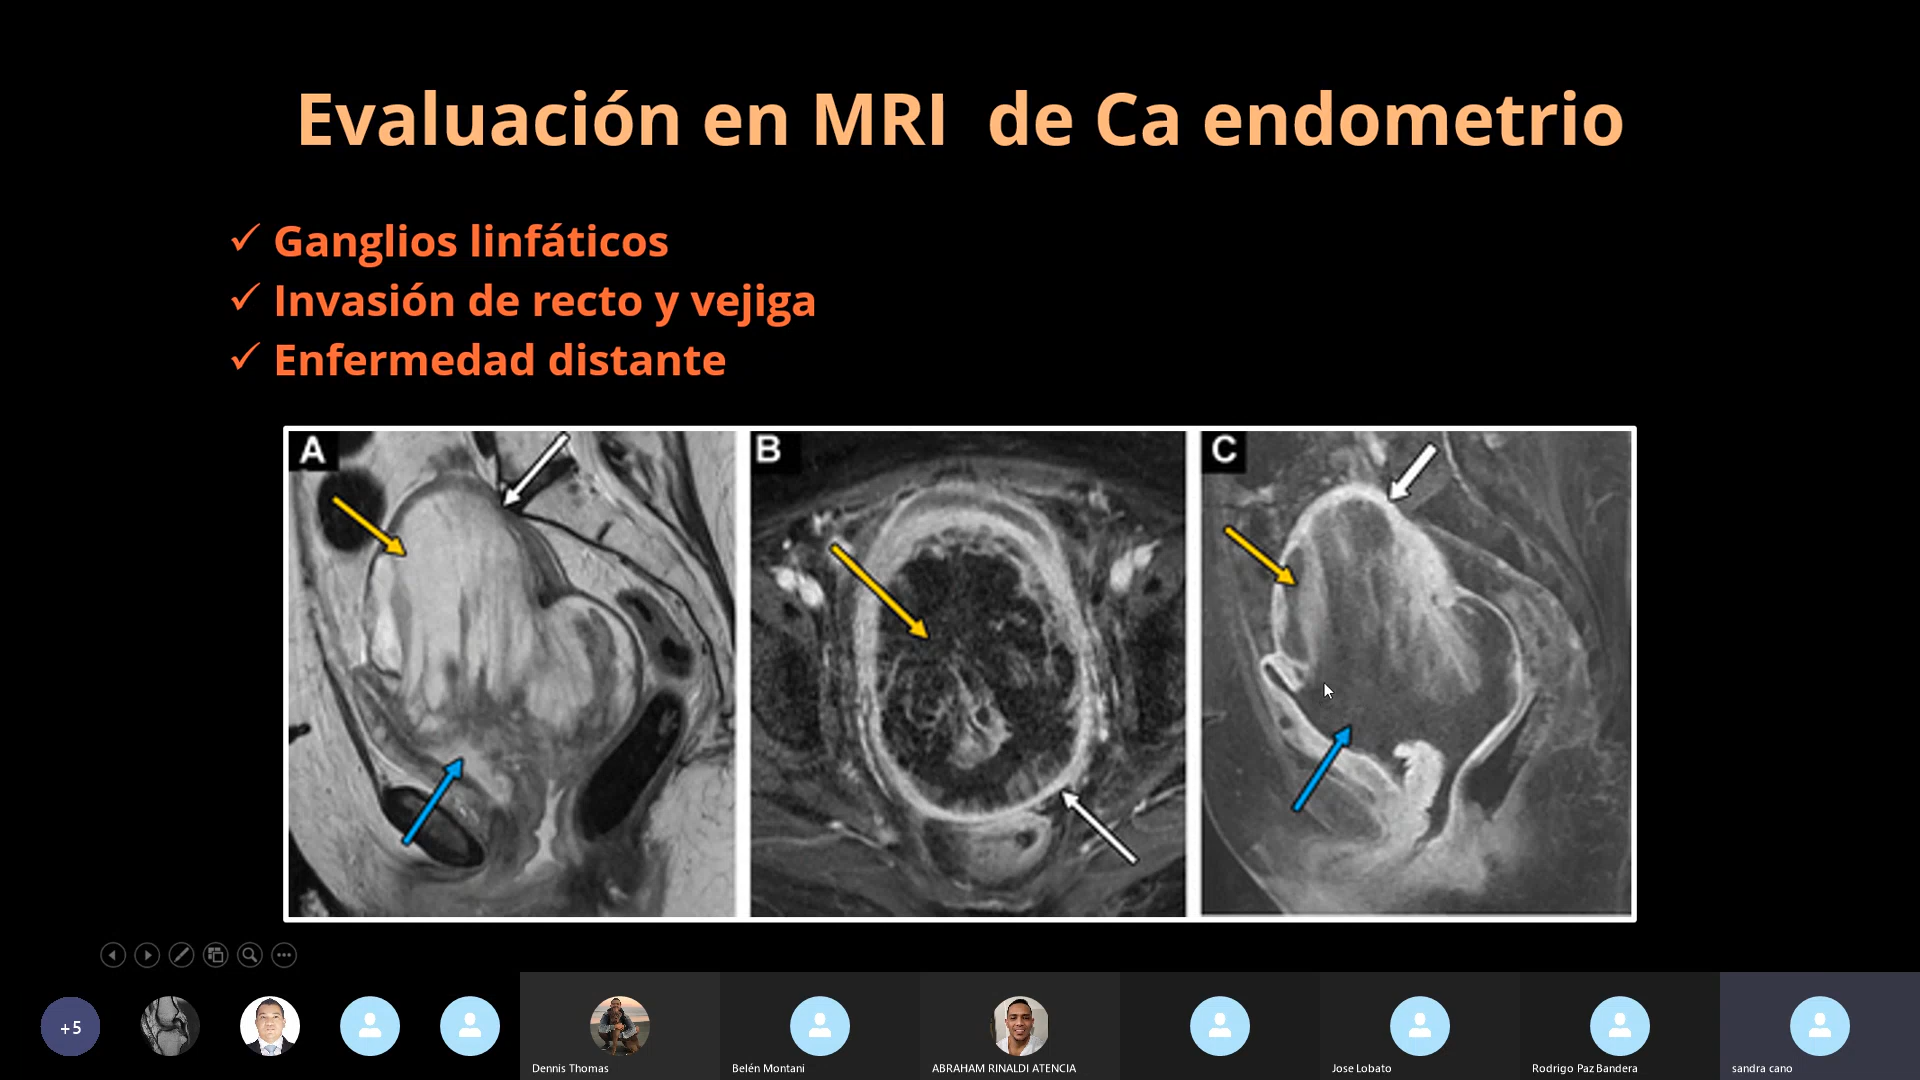 Evaluación en MRI de Ca endometrio
✓ Ganglios linfáticos
✓ Invasión de recto y vejiga
✓ Enfermedad distante
A
B
C
+5
Dennis Thomas
Belén Montani
ABRAHAM RINALDI ATENCIA
Jose Lobato
Rodrigo Paz Bandera
sandra cano